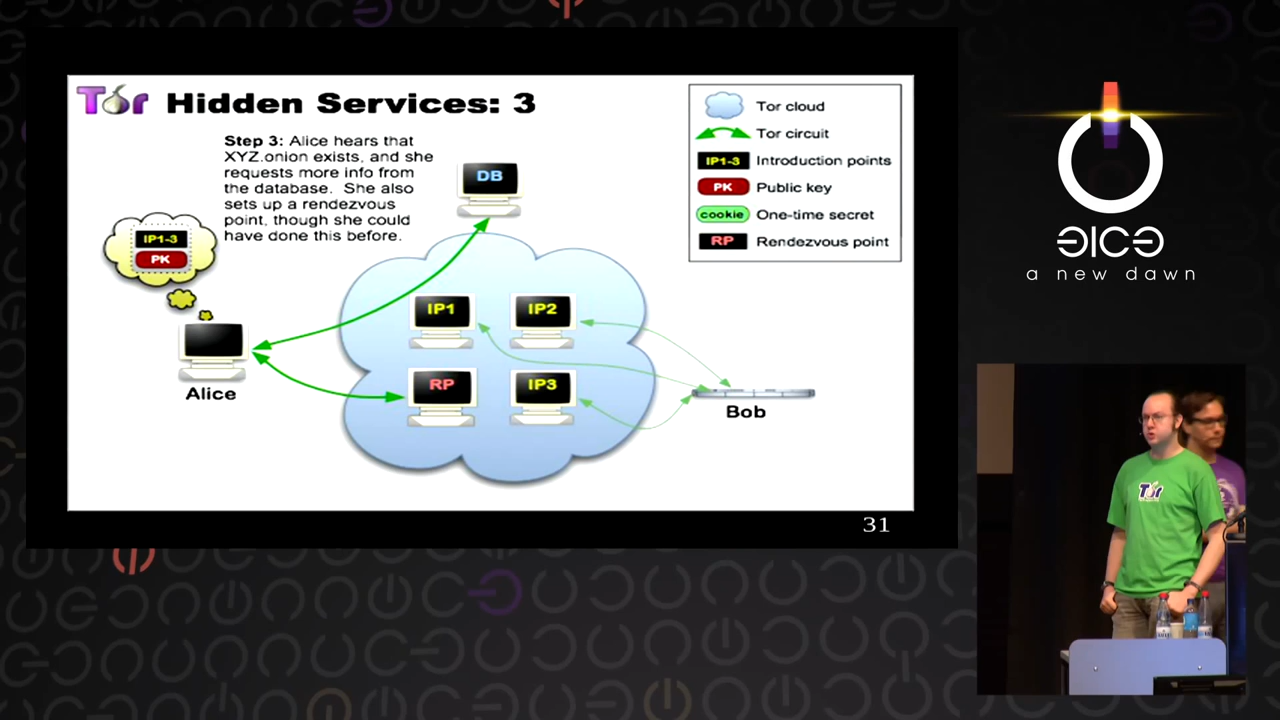 Tor Hidden Services: 3
Step 3: Alice hears that
XYZ.onion exists, and she
requests more info from
the database. She also
sets up a rendezvous
point, though she could
have done this before.
IP1-3
PK
Alice
DB
IP1
IP2
RP
IP3
Bob
Tor cloud
Tor circuit
IP1-3 Introduction points
PK Public key
cookie One-time secret
RP Rendezvous point
31
a new dawn
Tor